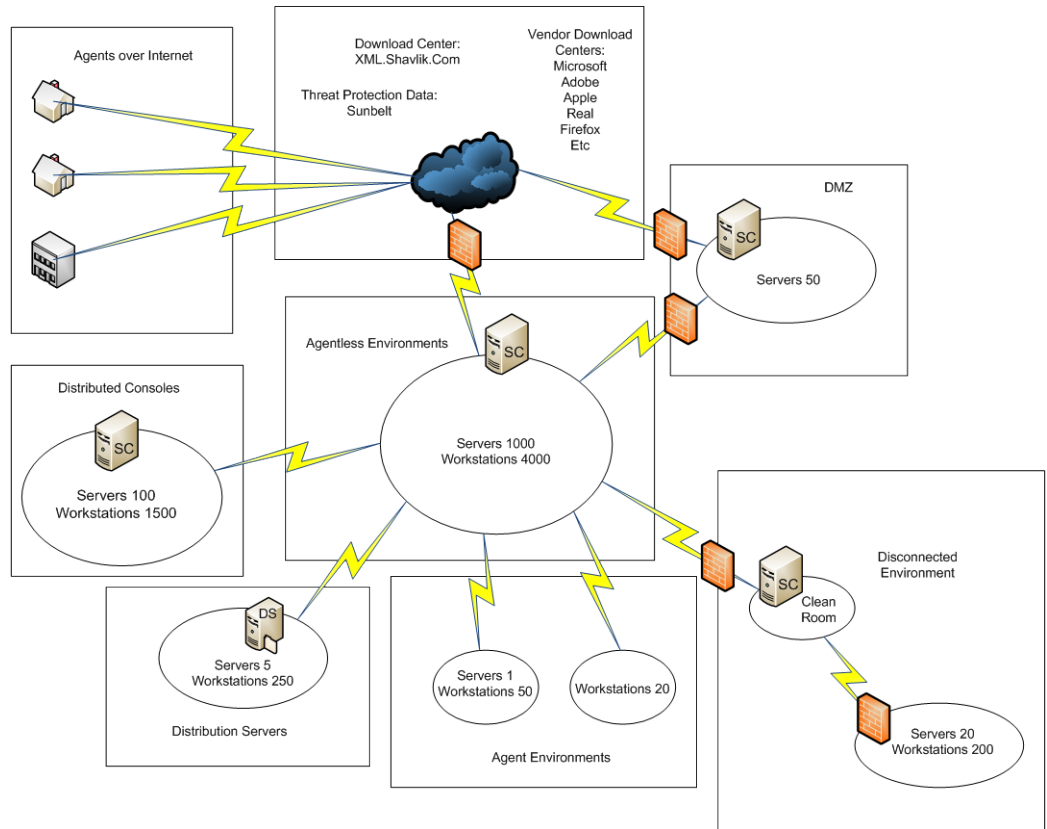 Agents over Internet
Download Center:
XML.Shavlik.Com
Threat Protection Data:
Sunbelt
Vendor Download
Centers:
Microsoft
Adobe
Apple
Real
Firefox
Etc
DMZ
SC
Servers 50
Agentless Environments
SC
Servers 1000
Workstations 4000
Distributed Consoles
SC
Servers 100
Workstations 1500
Disconnected
Environment
SC
Clean
Room
Servers 20
Workstations 200
DS
Servers 5
Workstations 250
Distribution Servers
Servers 1
Workstations 50
Workstations 20
Agent Environments